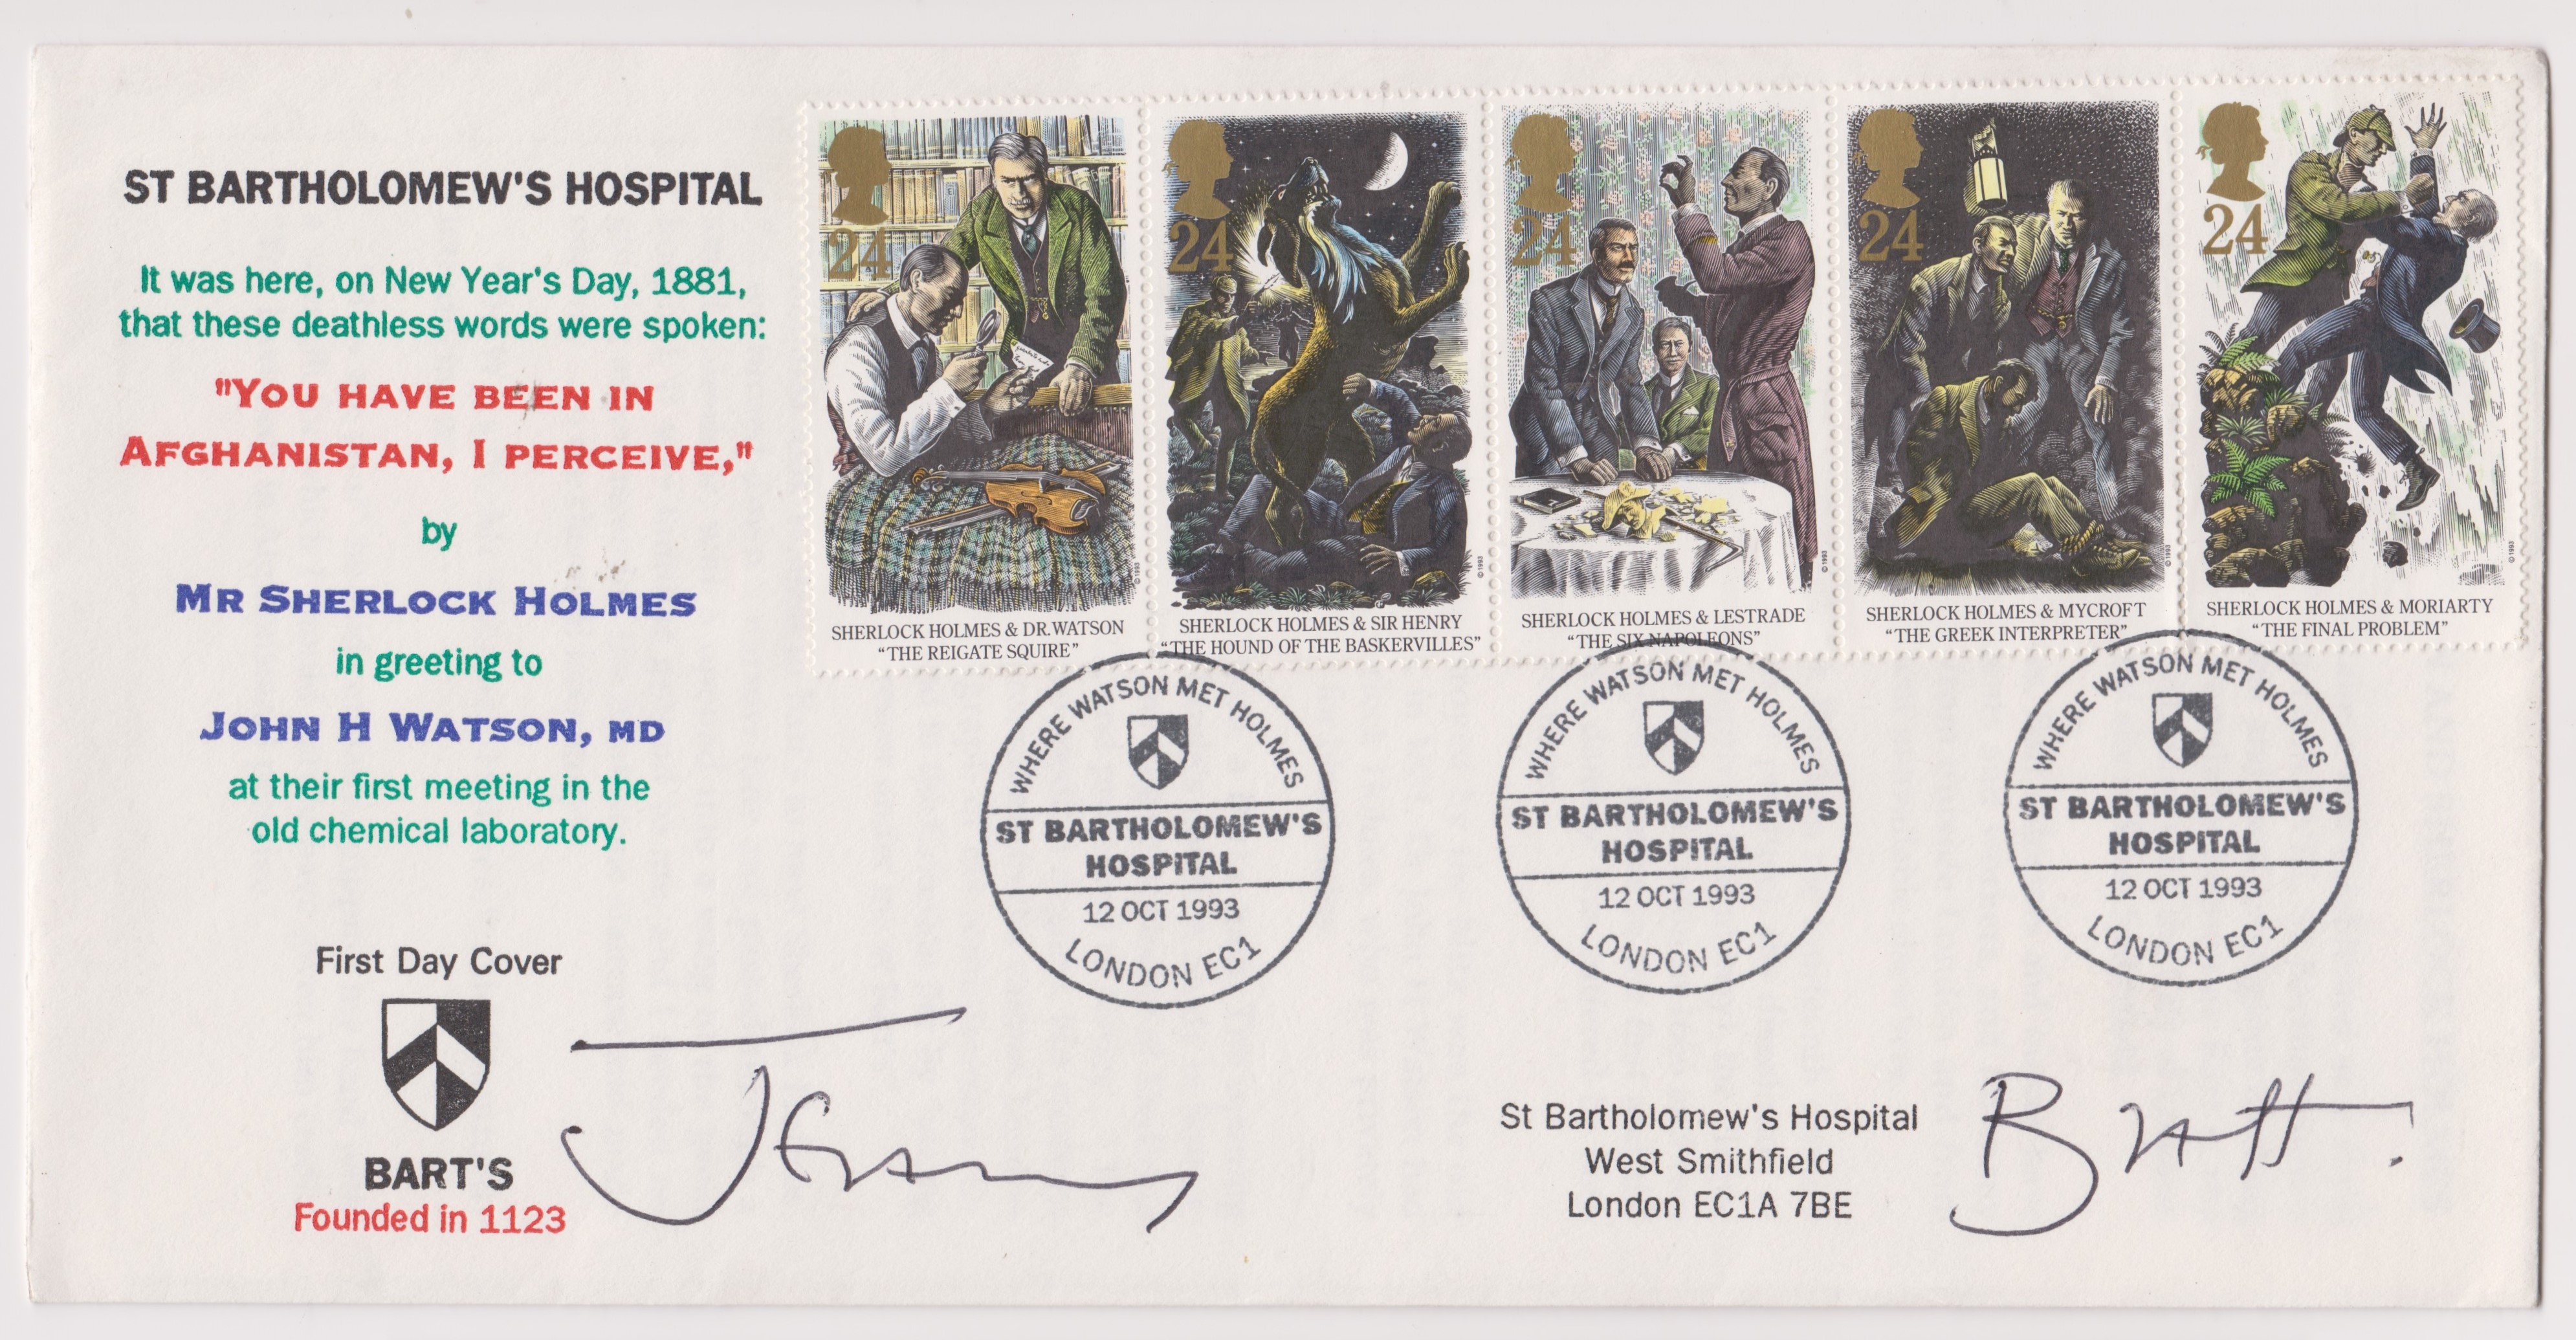 ST BARTHOLOMEW'S HOSPITAL
It was here, on New Year's Day, 1881,
that these deathless words were spoken:
"YOU HAVE BEEN IN
AFGHANISTAN, I PERCEIVE,"
by
MR SHERLOCK HOLMES
in greeting to
JOHN H WATSON, MD
at their first meeting in the
old chemical laboratory.
First Day Cover
BART'S
Founded in 1123
24
©1993
SHERLOCK HOLMES & DR.WATSON
“THE REIGATE SQUIRE”
24
©1993
SHERLOCK HOLMES & SIR HENRY
“THE HOUND OF THE BASKERVILLES”
24
©1993
SHERLOCK HOLMES & LESTRADE
“THE SIX NAPOLEONS”
24
©1993
SHERLOCK HOLMES & MYCROFT
“THE GREEK INTERPRETER”
24
©1993
SHERLOCK HOLMES & MORIARTY
“THE FINAL PROBLEM”
WHERE WATSON MET HOLMES
ST BARTHOLOMEW'S
HOSPITAL
12 OCT 1993
LONDON EC1
WHERE WATSON MET HOLMES
ST BARTHOLOMEW'S
HOSPITAL
12 OCT 1993
LONDON EC1
WHERE WATSON MET HOLMES
ST BARTHOLOMEW'S
HOSPITAL
12 OCT 1993
LONDON EC1
St Bartholomew's Hospital
West Smithfield
London EC1A 7BE